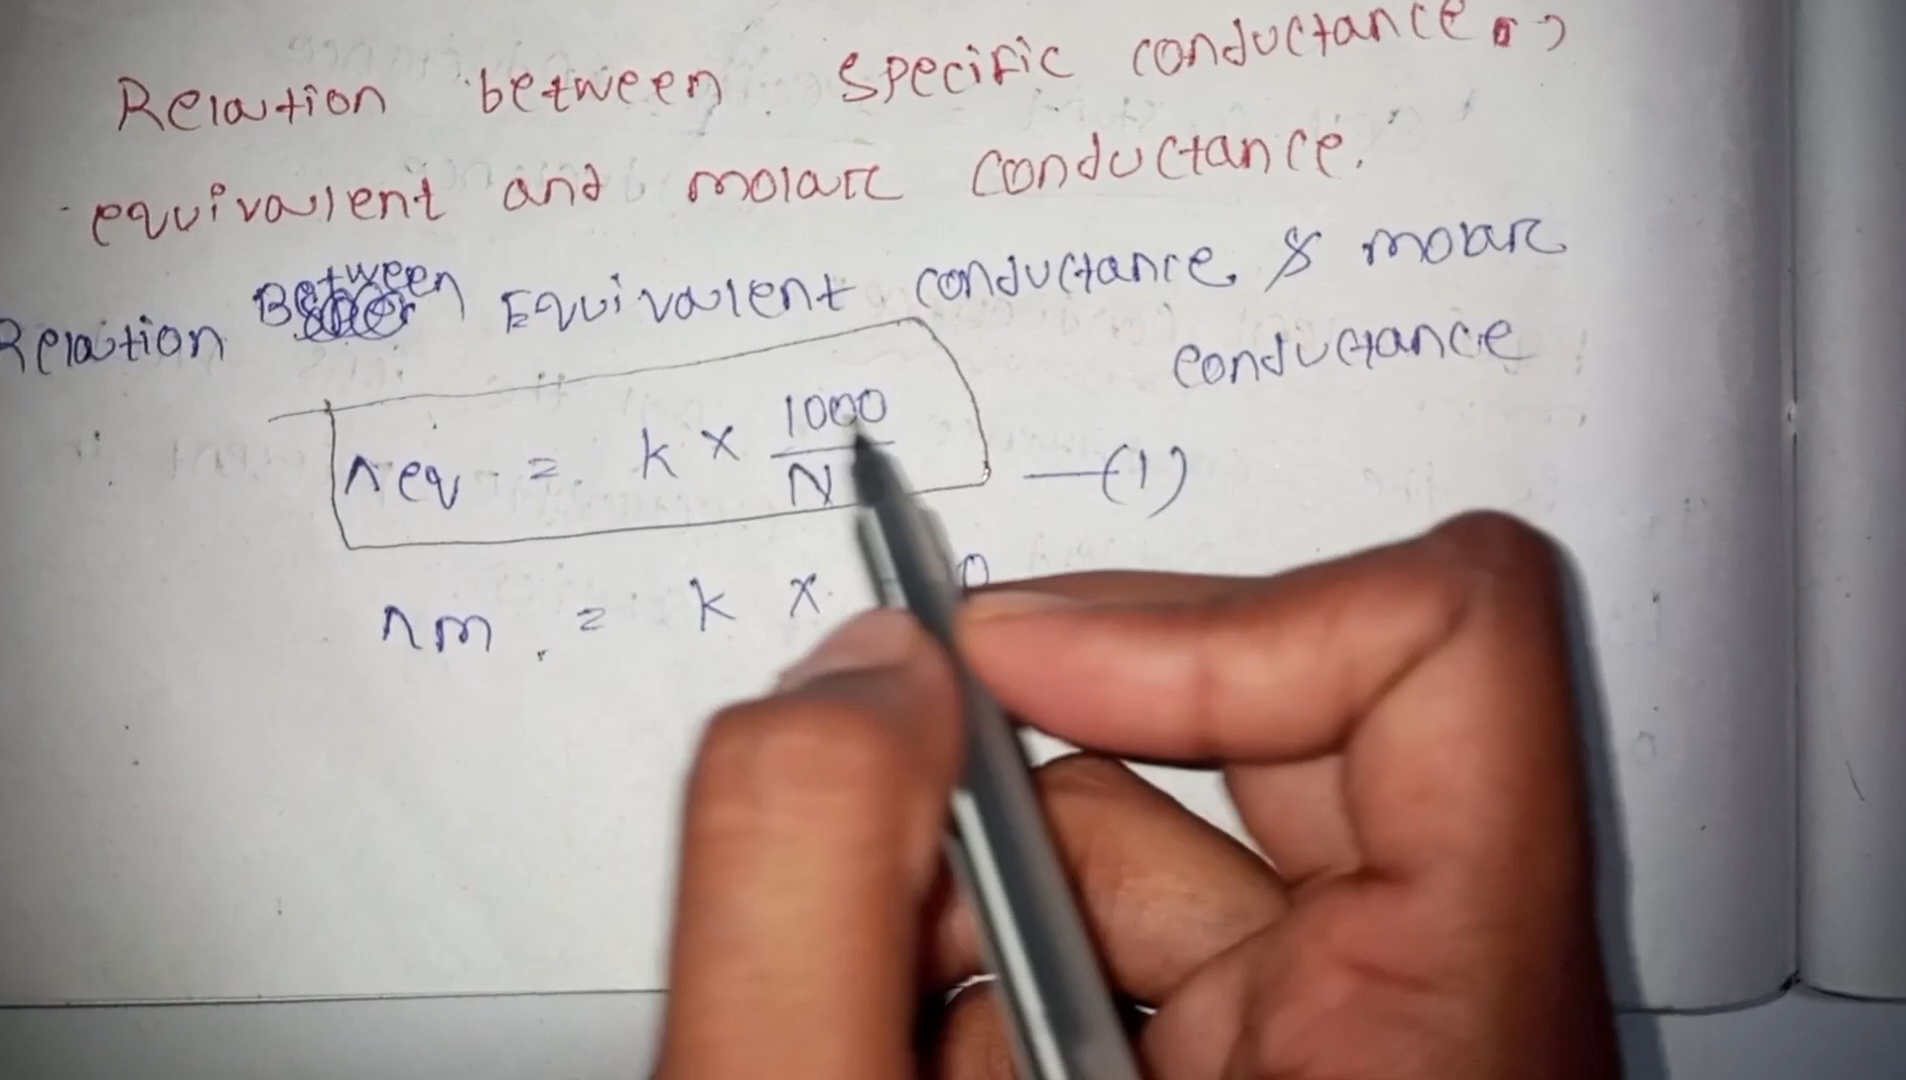 Relation between specific conductance,
equivalent and molar conductance.
Relation Between Equivalent conductance & molar
conductance
Λeq = k × 1000/N —(1)
Λm = k ×